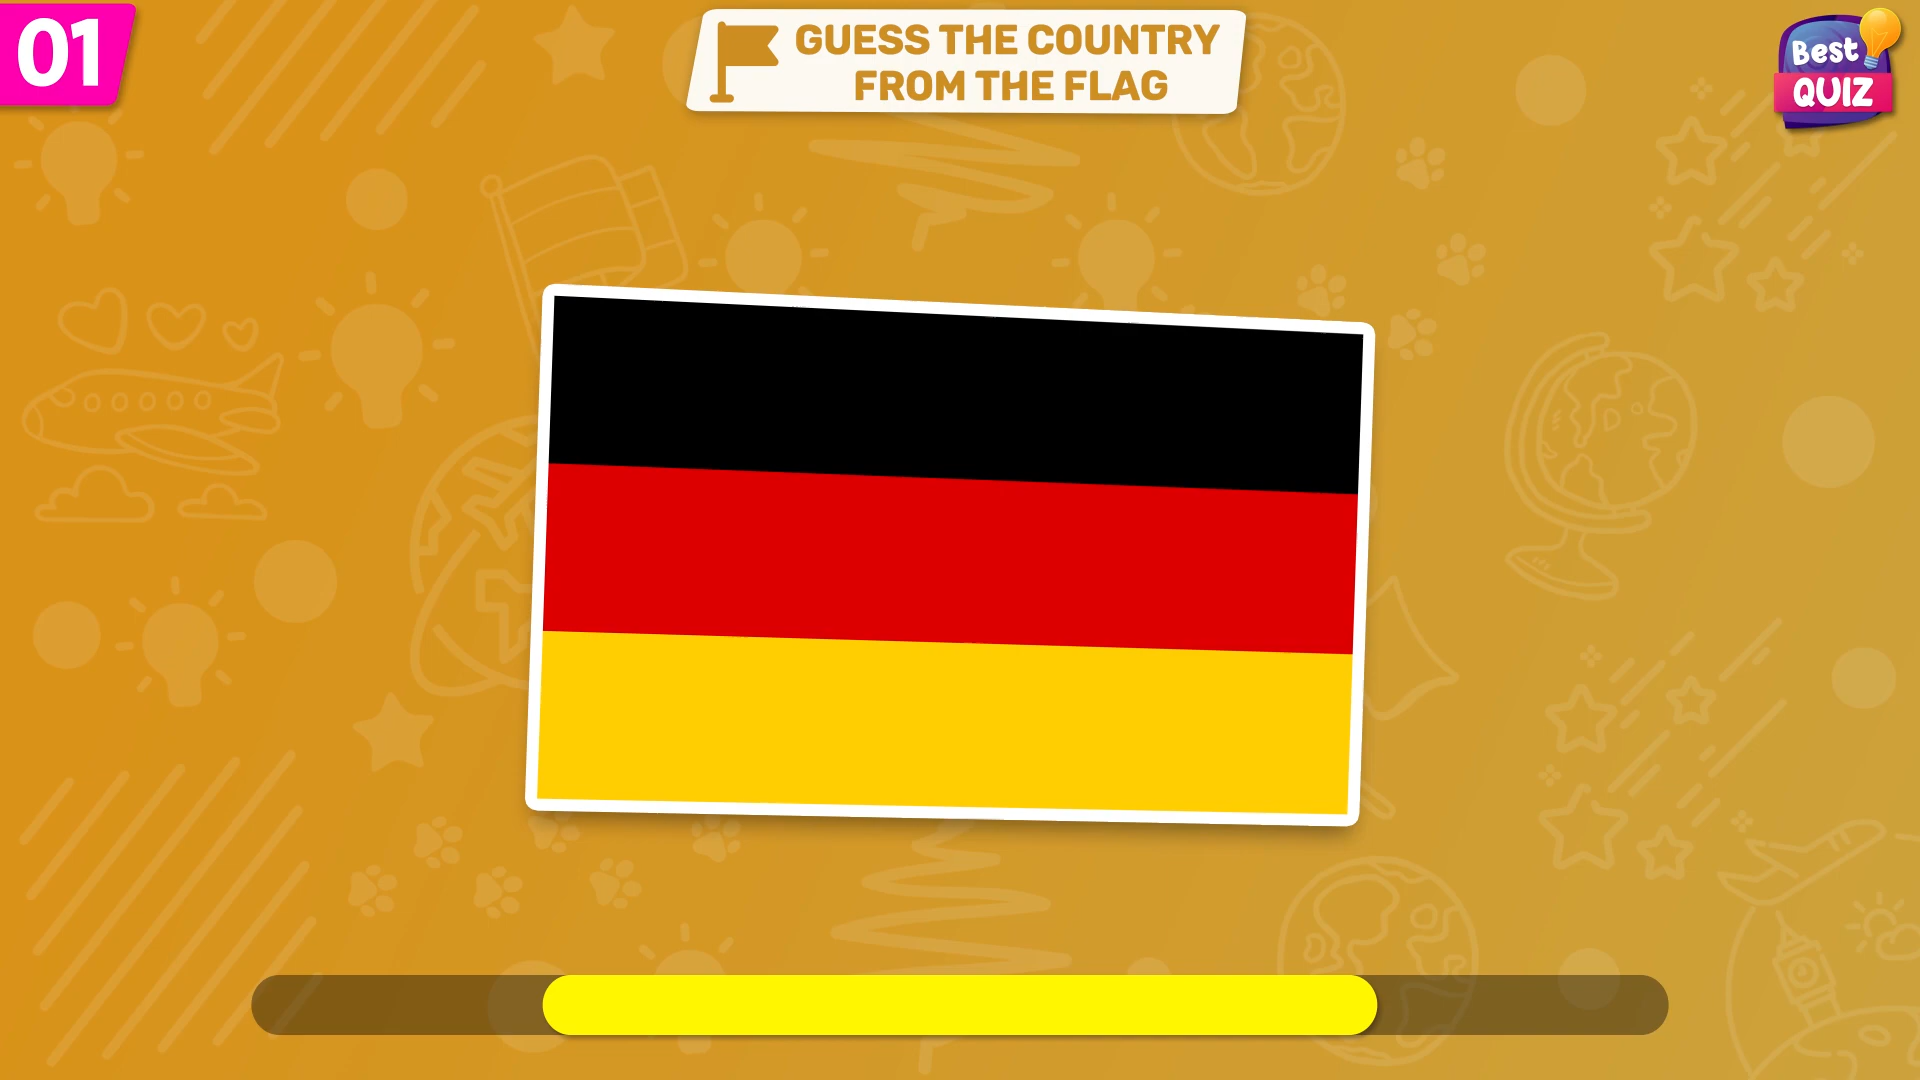 01
GUESS THE COUNTRY
FROM THE FLAG
Best
QUIZ